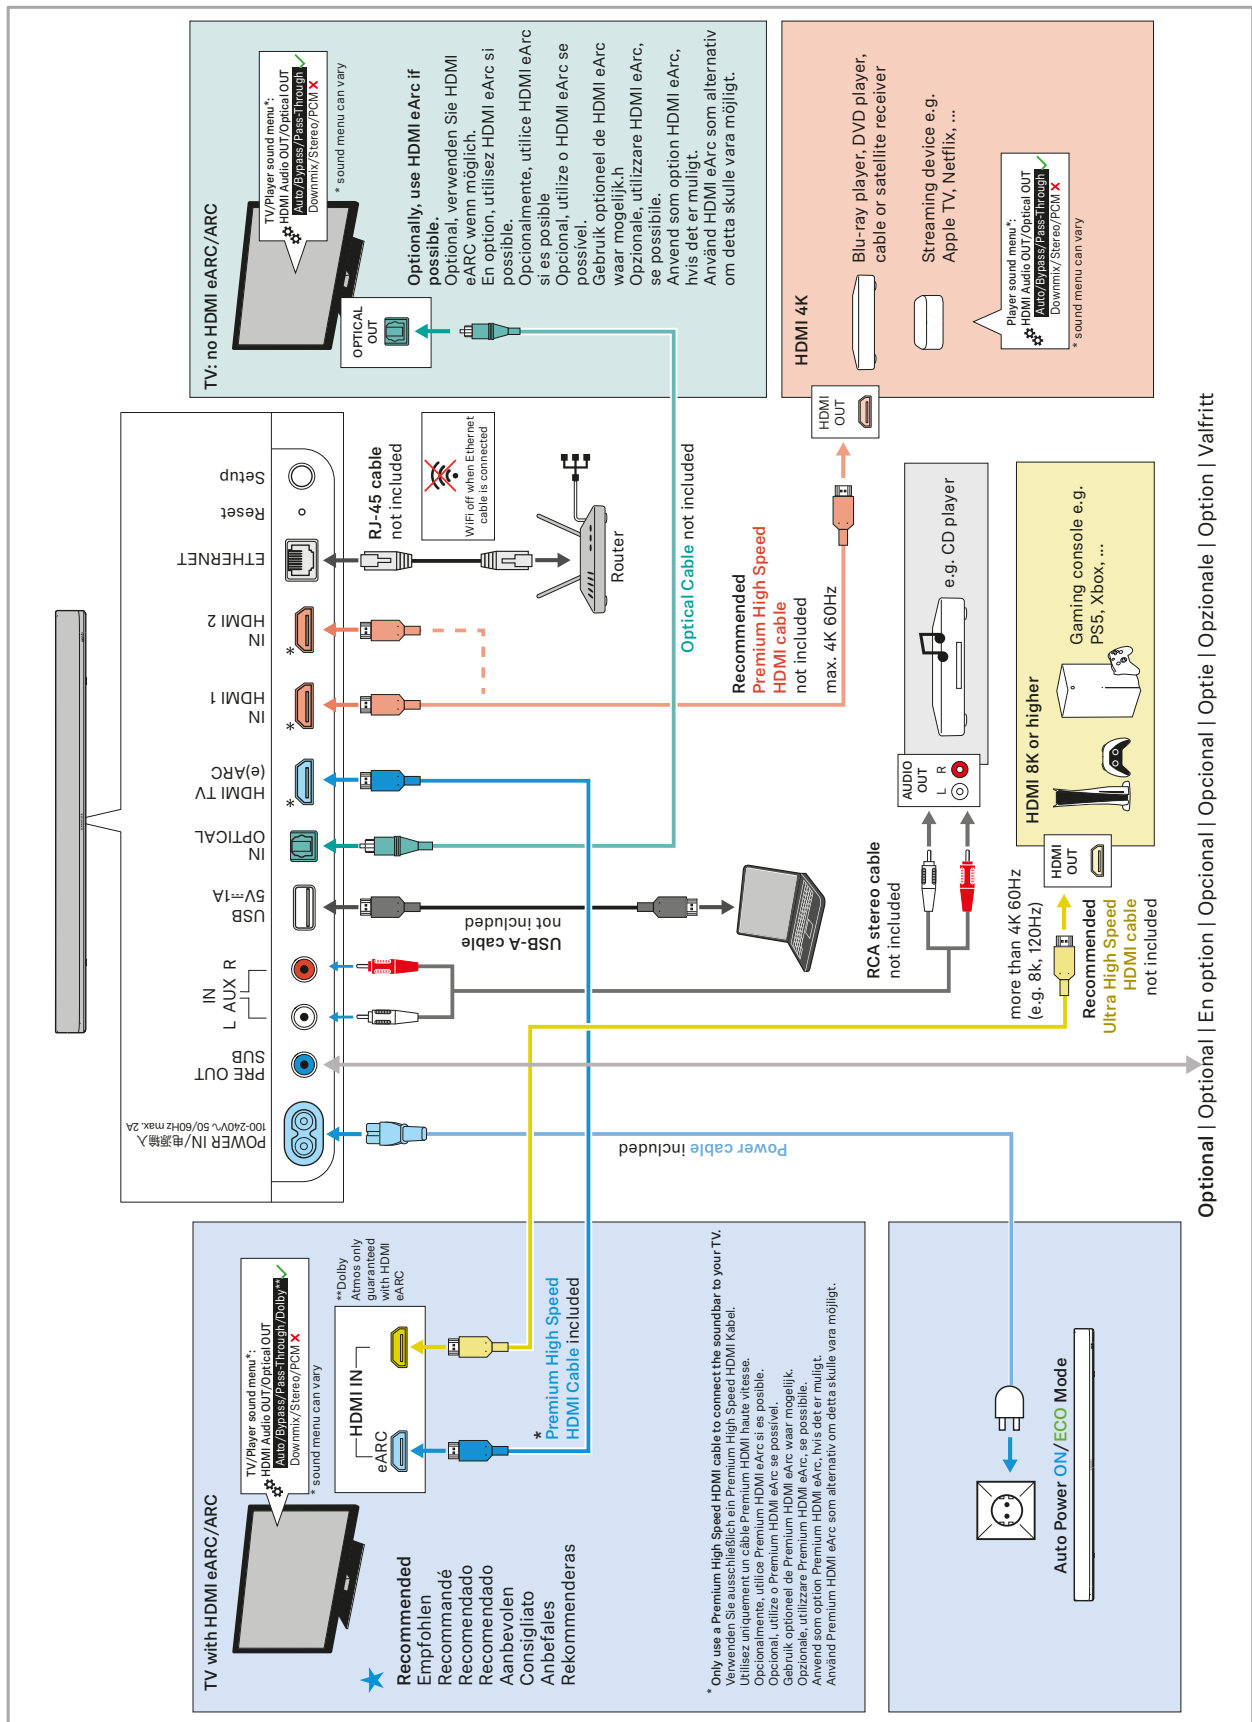 TV with HDMI eARC/ARC
TV/Player sound menu*:
HDMI Audio OUT/Optical OUT
Auto/Bypass/Pass-Through/Dolby**
Downmix/Stereo/PCM
* sound menu can vary
**Dolby
Atmos only
guaranteed
with HDMI
eARC
HDMI IN
eARC
Recommended
Empfohlen
Recommandé
Recomendado
Recomendado
Aanbevolen
Consigliato
Anbefales
Rekommenderas
*
Premium High Speed
HDMI Cable included
* Only use a Premium High Speed HDMI cable to connect the soundbar to your TV.
Verwenden Sie ausschließlich ein Premium High Speed HDMI Kabel.
Utilisez uniquement un câble Premium HDMI haute vitesse.
Opcionalmente, utilice Premium HDMI eArc si es posible.
Opcional, utilize o Premium HDMI eArc se possível.
Gebruik optioneel de Premium HDMI eArc waar mogelijk.
Opzionale, utilizzare Premium HDMI eArc, se possibile.
Anvend som option Premium HDMI eArc, hvis det er muligt.
Använd Premium HDMI eArc som alternativ om detta skulle vara möjligt.
Auto Power ON/ECO Mode
POWER IN/电源输入
100-240V~ 50/60Hz max. 2A
PRE OUT
SUB
IN
L AUX R
USB
5V⎓1A
IN
OPTICAL
HDMI TV
(e)ARC
*
IN
HDMI 1
*
IN
HDMI 2
*
ETHERNET
Reset
Setup
Power cable included
USB-A cable
not included
RJ-45 cable
not included
WiFi off when Ethernet
cable is connected
Router
Optical Cable not included
Recommended
Premium High Speed
HDMI cable
not included
max. 4K 60Hz
RCA stereo cable
not included
AUDIO
OUT
L R
e.g. CD player
more than 4K 60Hz
(e.g. 8k, 120Hz)
Recommended
Ultra High Speed
HDMI cable
not included
HDMI
OUT
HDMI 8K or higher
Gaming console e.g.
PS5, Xbox, ...
TV: no HDMI eARC/ARC
TV/Player sound menu*:
HDMI Audio OUT/Optical OUT
Auto/Bypass/Pass-Through
Downmix/Stereo/PCM
* sound menu can vary
OPTICAL
OUT
Optionally, use HDMI eArc if
possible.
Optional, verwenden Sie HDMI
eARC wenn möglich.
En option, utilisez HDMI eArc si
possible.
Opcionalmente, utilice HDMI eArc
si es posible
Opcional, utilize o HDMI eArc se
possível.
Gebruik optioneel de HDMI eArc
waar mogelijk.h
Opzionale, utilizzare HDMI eArc,
se possibile.
Anvend som option HDMI eArc,
hvis det er muligt.
Använd HDMI eArc som alternativ
om detta skulle vara möjligt.
HDMI 4K
HDMI
OUT
Blu-ray player, DVD player,
cable or satellite receiver
Streaming device e.g.
Apple TV, Netflix, ...
Player sound menu*:
HDMI Audio OUT/Optical OUT
Auto/Bypass/Pass-Through
Downmix/Stereo/PCM
* sound menu can vary
Optional | Optional | En option | Opcional | Opcional | Optie | Opzionale | Option | Valfritt